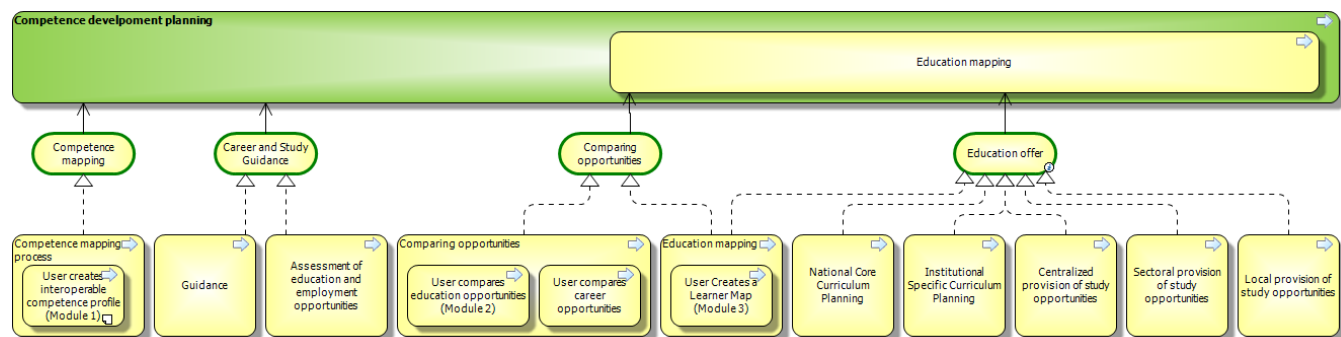 Competence develpoment planning
Education mapping
Competence
mapping
Career and Study
Guidance
Comparing
opportunities
Education offer
Competence mapping
process
User creates
interoperable
competence profile
(Module 1)
Guidance
Assessment of
education and
employment
opportunities
Comparing opportunities
User compares
education opportunities
(Module 2)
User compares
career
opportunities
Education mapping
User Creates a
Learner Map
(Module 3)
National Core
Curriculum
Planning
Institutional
Specific Curriculum
Planning
Centralized
provision of study
opportunities
Sectoral provision
of study
opportunities
Local provision of
study opportunities